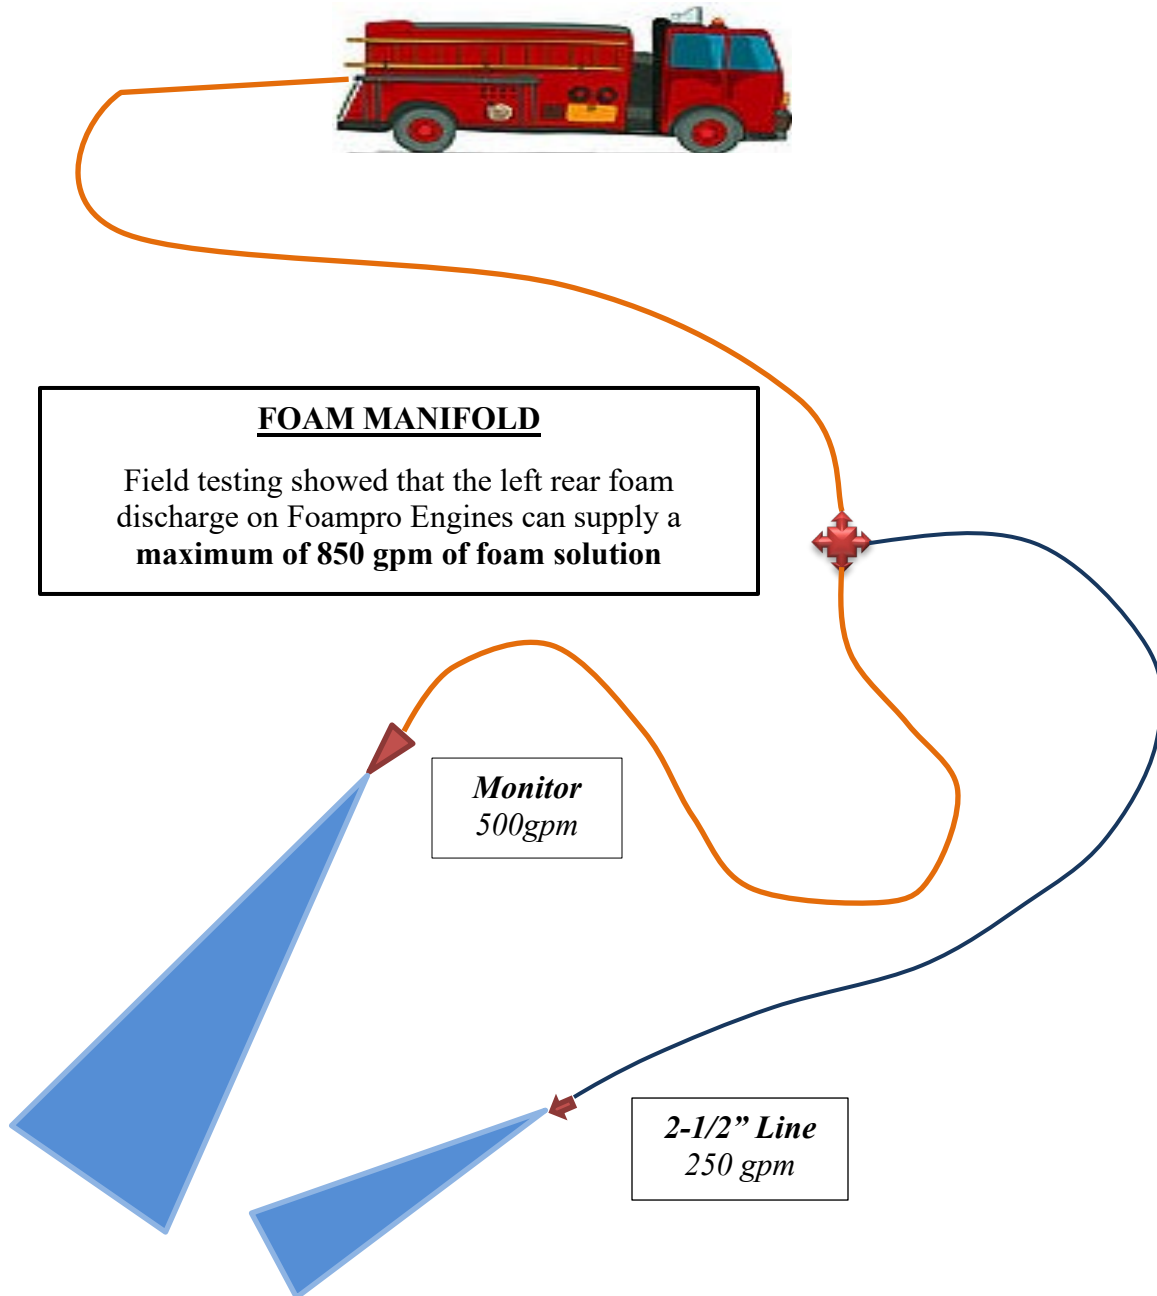 FOAM MANIFOLD
Field testing showed that the left rear foam
discharge on Foampro Engines can supply a
maximum of 850 gpm of foam solution
Monitor
500gpm
2-1/2” Line
250 gpm